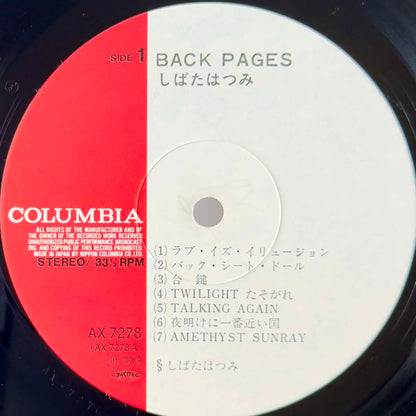 SIDE 1
BACK PAGES
しばたはつみ
COLUMBIA
ALL RIGHTS OF THE MANUFACTURER AND OF
THE OWNER OF THE RECORDED WORK RESERVED
UNAUTHORIZED PUBLIC PERFORMANCE, BROADCAST
ING AND COPYING OF THIS RECORD PROHIBITED.
MADE IN JAPAN BY NIPPON COLUMBIA CO., LTD.
STEREO/33⅓RPM
AX-7278
(AX-7278 A)
(1) ラブ・イズ・イリュージョン
(2) バック・シート・ドール
(3) 合 鍵
(4) TWILIGHT たそがれ
(5) TALKING AGAIN
(6) 夜明けに一番近い国
(7) AMETHYST SUNRAY
§ しばたはつみ